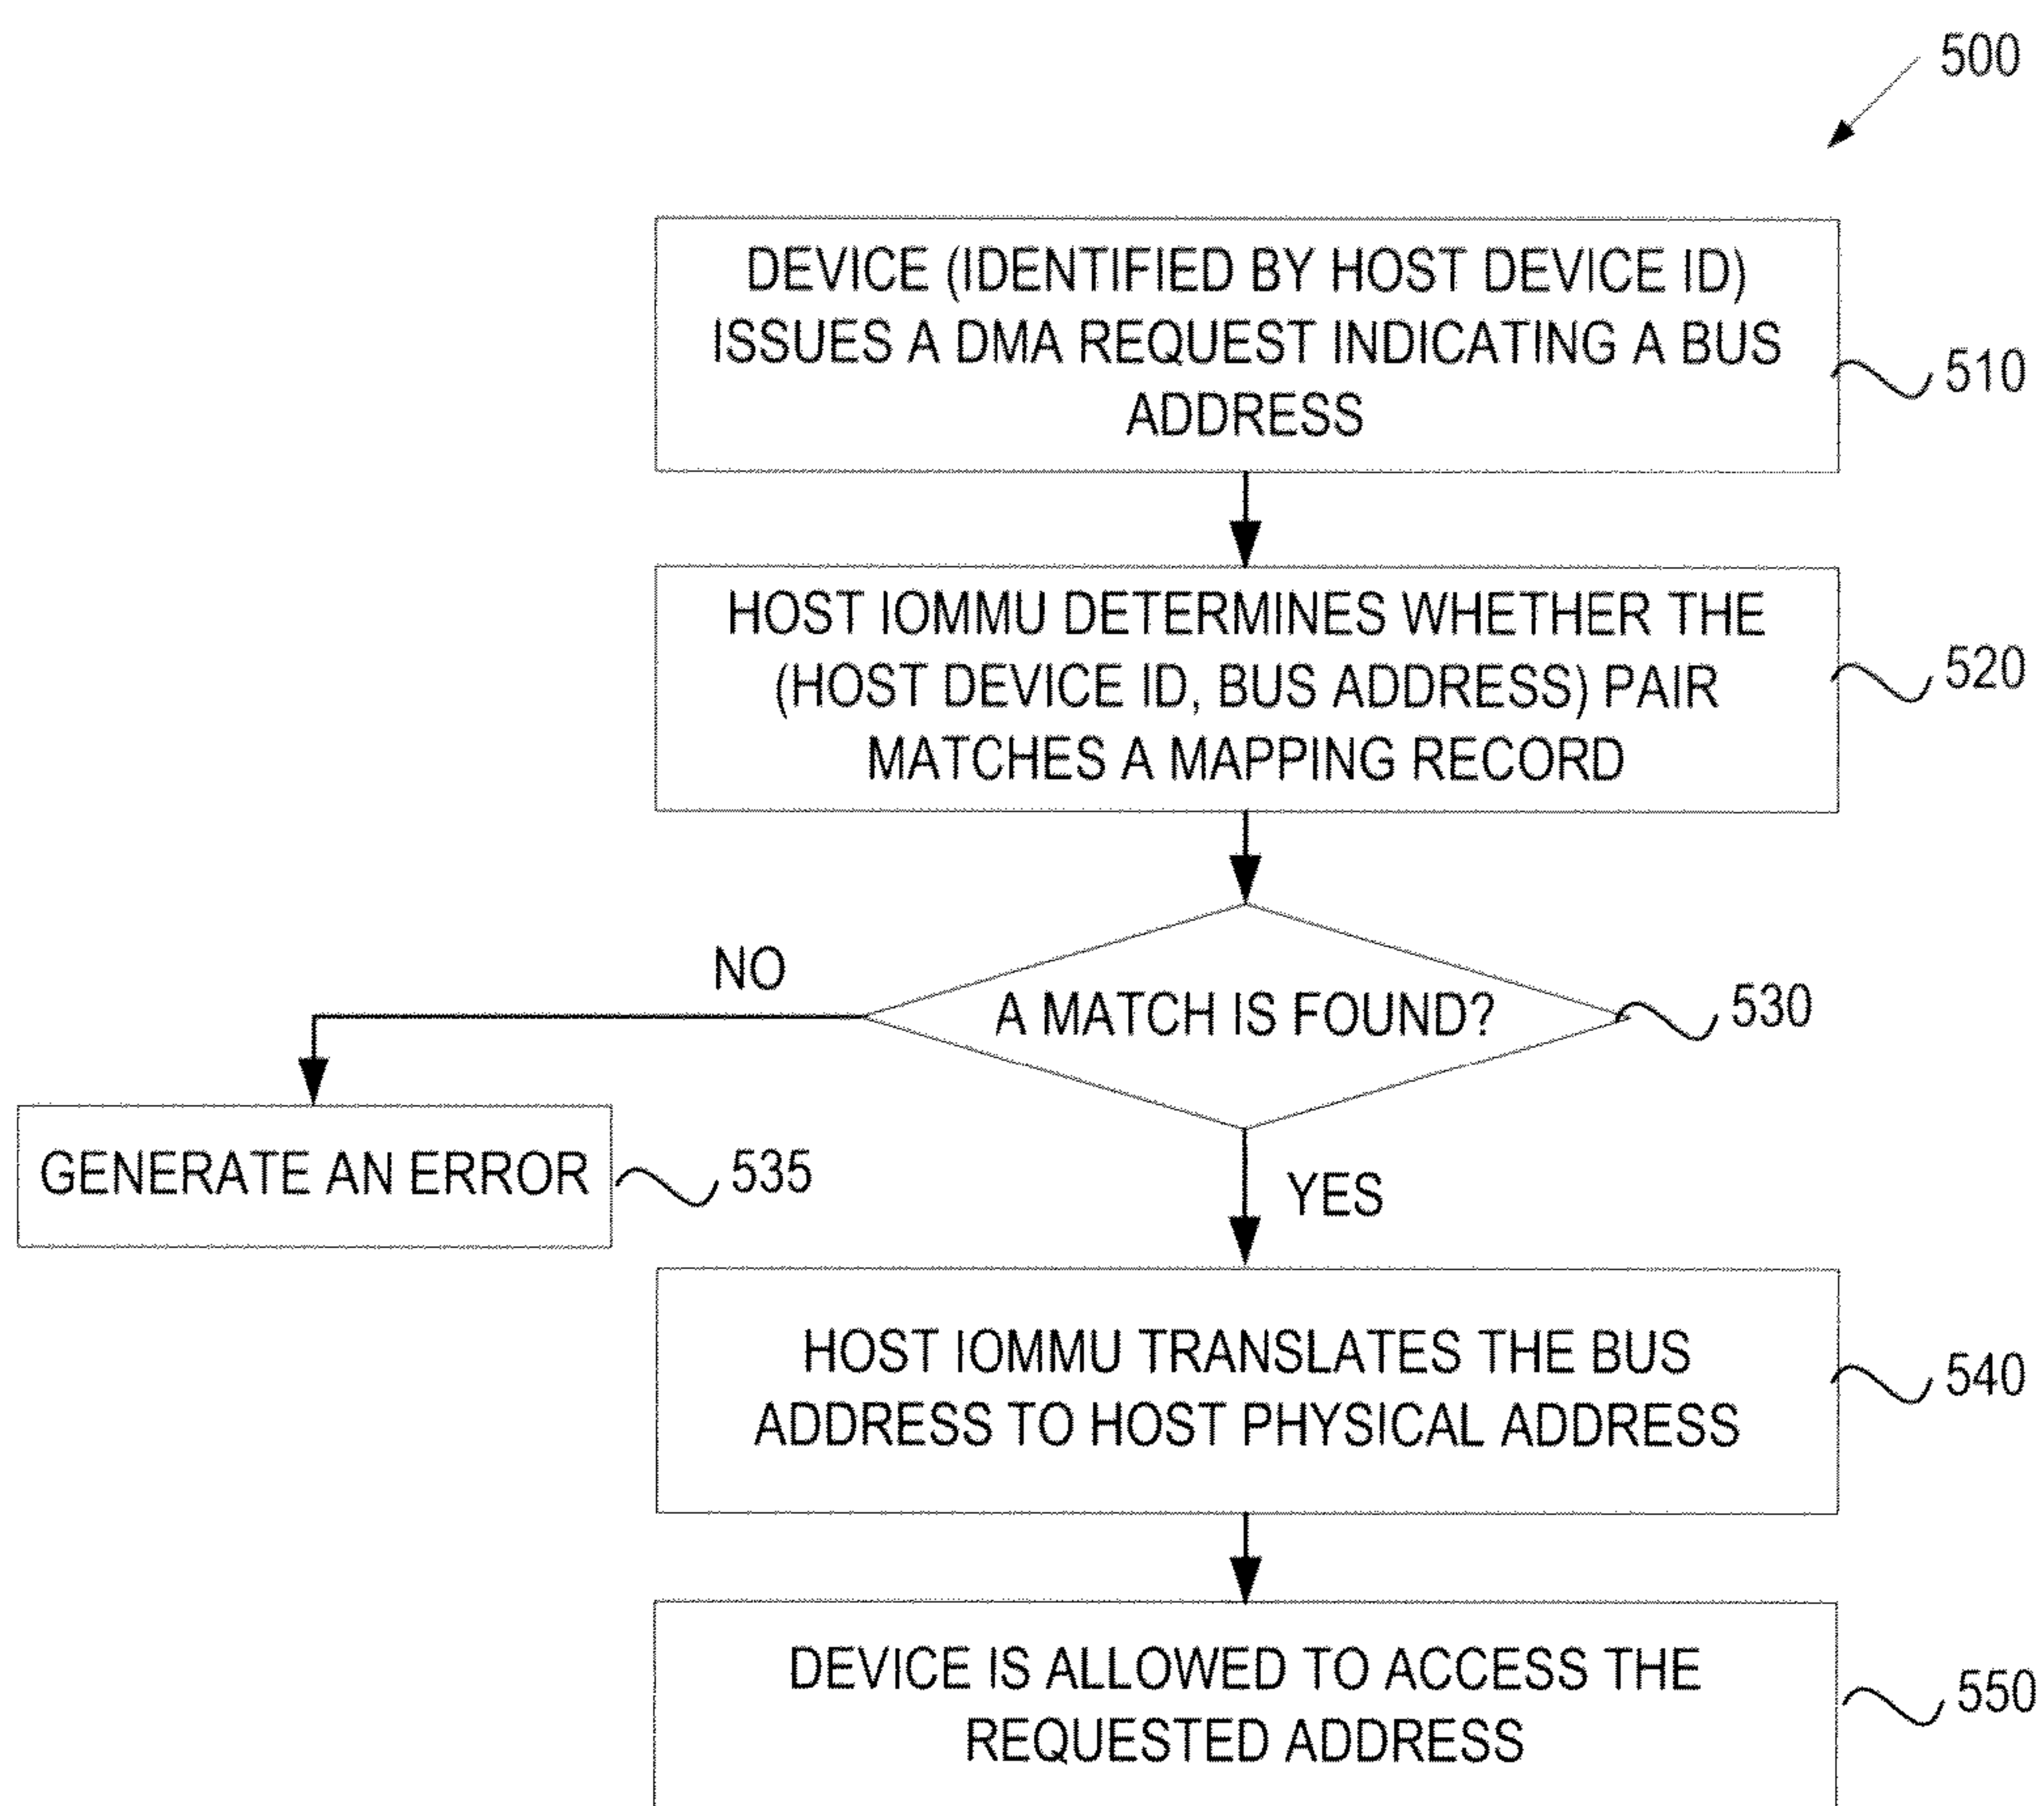 500
DEVICE (IDENTIFIED BY HOST DEVICE ID)
ISSUES A DMA REQUEST INDICATING A BUS
ADDRESS
510
HOST IOMMU DETERMINES WHETHER THE
(HOST DEVICE ID, BUS ADDRESS) PAIR
MATCHES A MAPPING RECORD
520
A MATCH IS FOUND?
530
NO
GENERATE AN ERROR
535
YES
HOST IOMMU TRANSLATES THE BUS
ADDRESS TO HOST PHYSICAL ADDRESS
540
DEVICE IS ALLOWED TO ACCESS THE
REQUESTED ADDRESS
550